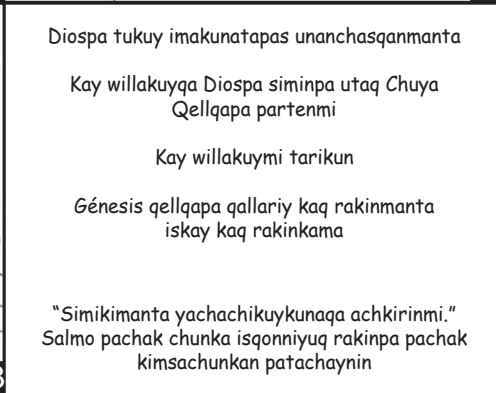 Diospa tukuy imakunatapas unanchasqanmanta
Kay willakuyqa Diospa siminpa utaq Chuya
Qellqapa partenmi
Kay willakuymi tarikun
Génesis qellqapa qallariy kaq rakinmanta
iskay kaq rakinkama
“Simikimanta yachachikuykunaqa achkirinmi.”
Salmo pachak chunka isqonniyuq rakinpa pachak
kimsachunkan patachaynin